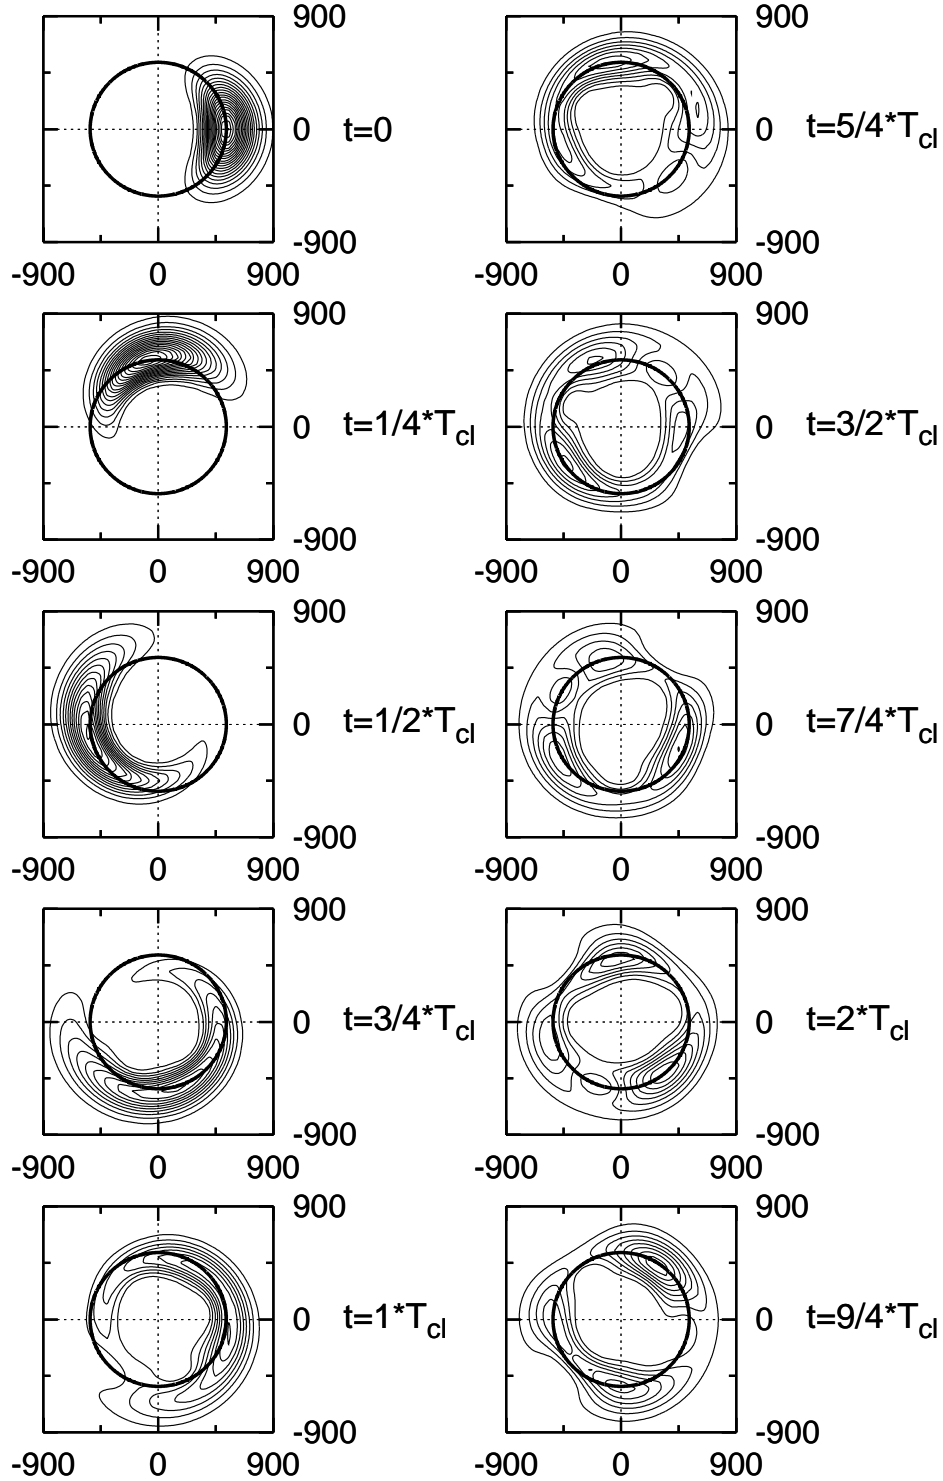 900 900
0 t=0 0 t=5/4*T_cl
-900 -900
-900 0 900 -900 0 900
900 900
0 t=1/4*T_cl 0 t=3/2*T_cl
-900 -900
-900 0 900 -900 0 900
900 900
0 t=1/2*T_cl 0 t=7/4*T_cl
-900 -900
-900 0 900 -900 0 900
900 900
0 t=3/4*T_cl 0 t=2*T_cl
-900 -900
-900 0 900 -900 0 900
900 900
0 t=1*T_cl 0 t=9/4*T_cl
-900 -900
-900 0 900 -900 0 900